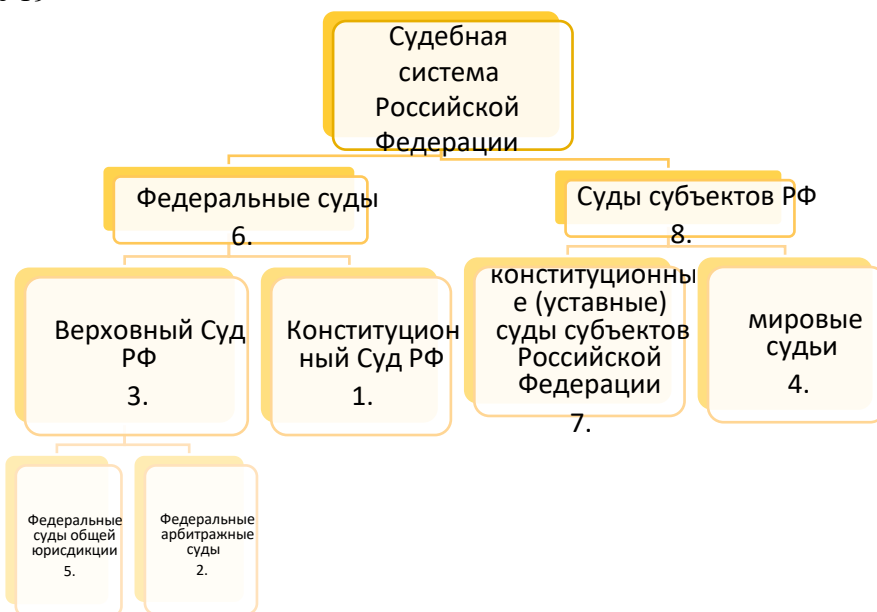 Судебная
система
Российской
Федерации
Федеральные суды
6.
Суды субъектов РФ
8.
Верховный Суд
РФ
3.
Конституцион
ный Суд РФ
1.
конституционны
е (уставные)
суды субъектов
Российской
Федерации
7.
мировые
судьи
4.
Федеральные
суды общей
юрисдикции
5.
Федеральные
арбитражные
суды
2.